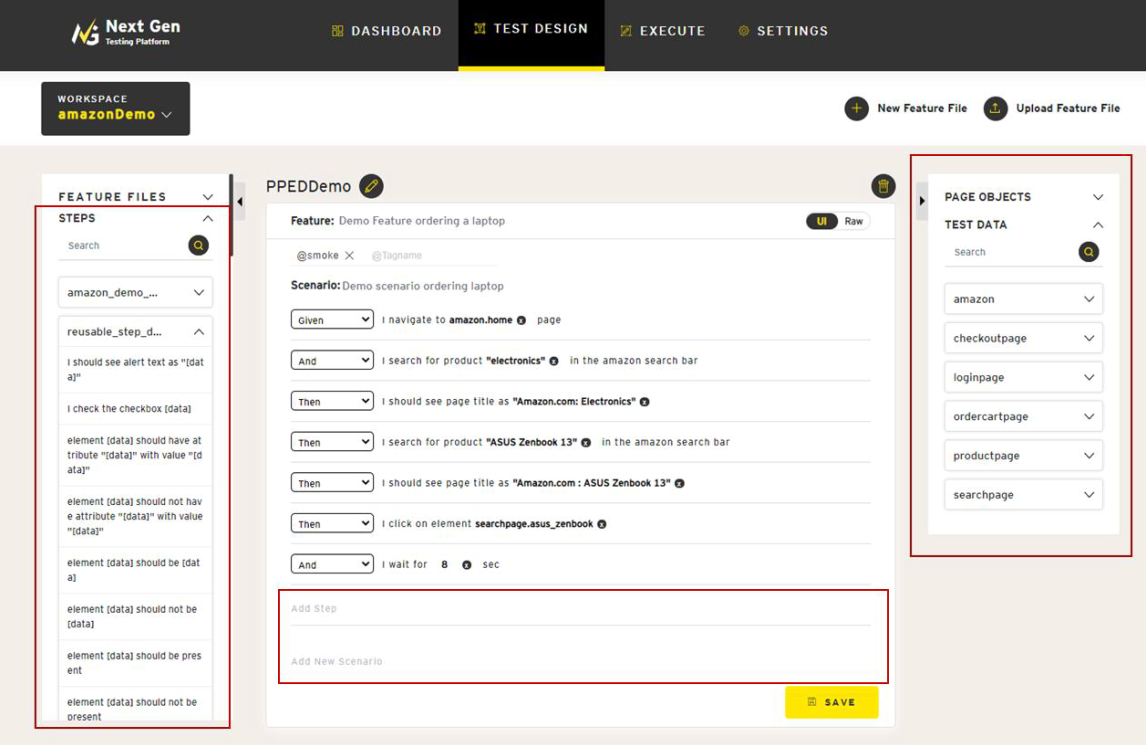 Next Gen
Testing Platform
DASHBOARD
TEST DESIGN
EXECUTE
SETTINGS
WORKSPACE
amazonDemo
New Feature File
Upload Feature File
FEATURE FILES
STEPS
Search
amazon_demo_...
reusable_step_d...
I should see alert text as "[dat
a]"
I check the checkbox [data]
element [data] should have at
tribute "[data]" with value "[d
ata]"
element [data] should not hav
e attribute "[data]" with value
"[data]"
element [data] should be [dat
a]
element [data] should not be
[data]
element [data] should be pres
ent
element [data] should not be
present
PPEDDemo
Feature: Demo Feature ordering a laptop
UI Raw
@smoke @Tagname
Scenario: Demo scenario ordering laptop
Given I navigate to amazon.home x page
And I search for product "electronics" x in the amazon search bar
Then I should see page title as "Amazon.com: Electronics" x
Then I search for product "ASUS Zenbook 13" x in the amazon search bar
Then I should see page title as "Amazon.com : ASUS Zenbook 13" x
Then I click on element searchpage.asus_zenbook x
And I wait for 8 x sec
Add Step
Add New Scenario
SAVE
PAGE OBJECTS
TEST DATA
Search
amazon
checkoutpage
loginpage
ordercartpage
productpage
searchpage